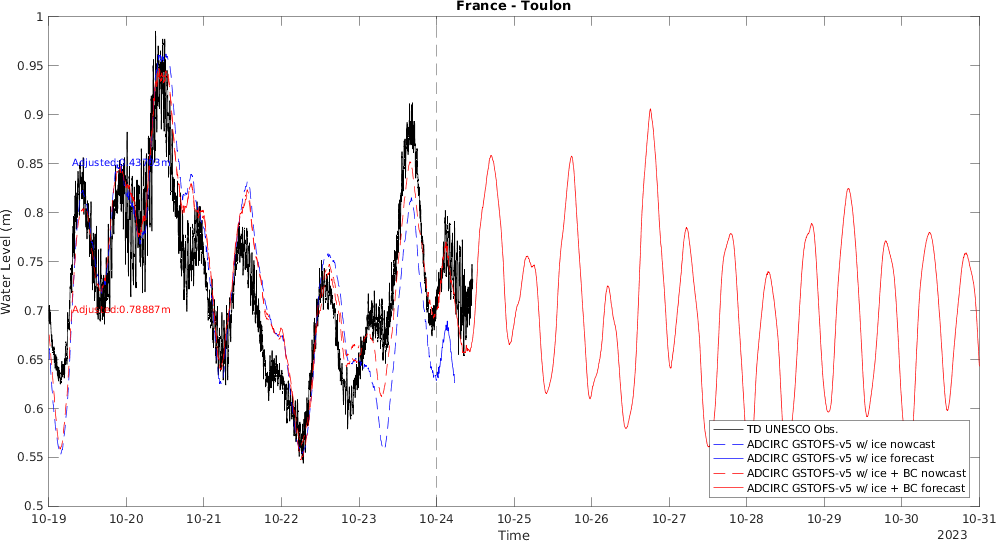 France - Toulon
Water Level (m)
1
0.95
0.9
0.85
0.8
0.75
0.7
0.65
0.6
0.55
0.5
Adjusted:0.78887m
TD UNESCO Obs.
ADCIRC GSTOFS-v5 w/ ice nowcast
ADCIRC GSTOFS-v5 w/ ice forecast
ADCIRC GSTOFS-v5 w/ ice + BC nowcast
ADCIRC GSTOFS-v5 w/ ice + BC forecast
10-19 10-20 10-21 10-22 10-23 10-24 10-25 10-26 10-27 10-28 10-29 10-30 10-31
Time
2023